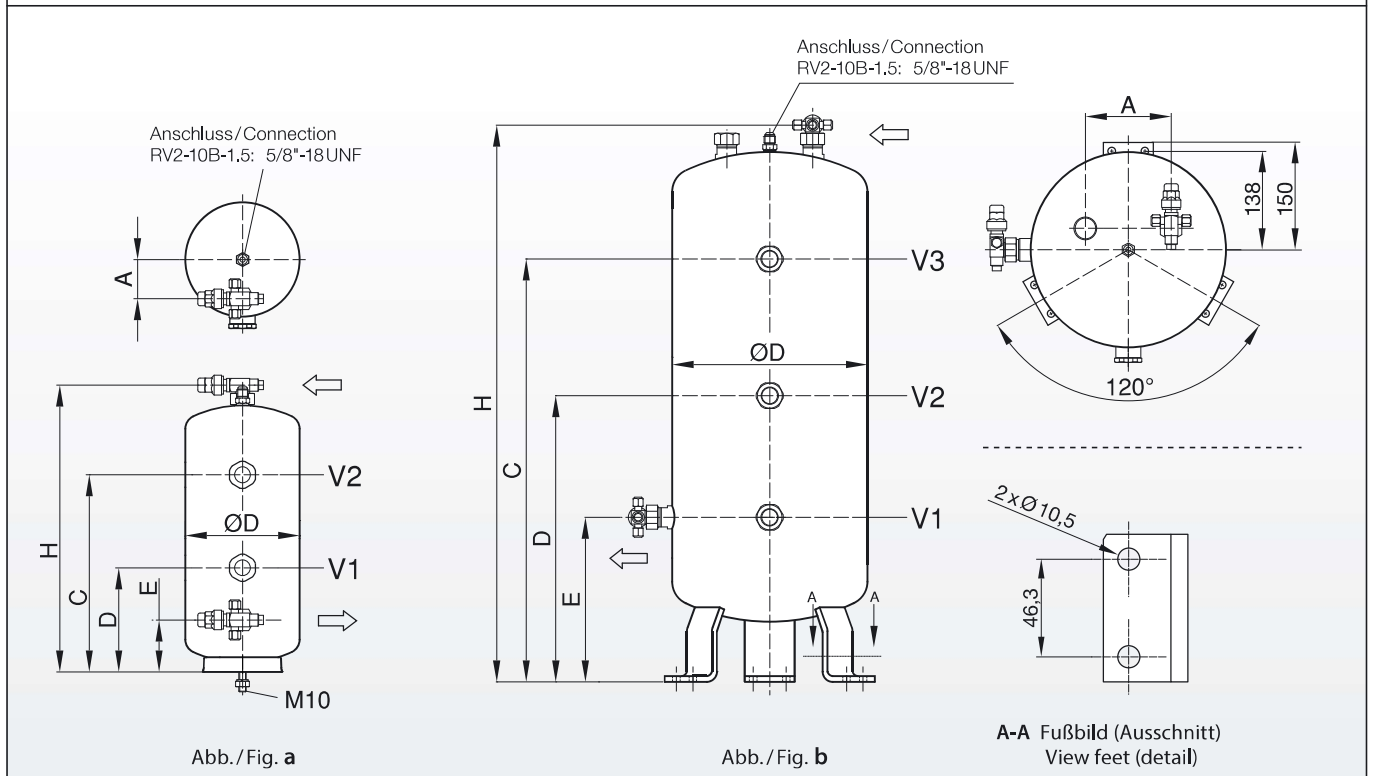 Anschluss/Connection
RV2-10B-1.5: 5/8"-18UNF
A
H
C
D
E
ØD
V2
V1
M10
Abb./Fig. a
Anschluss/Connection
RV2-10B-1.5: 5/8"-18UNF
H
C
D
E
ØD
V3
V2
V1
A
A
Abb./Fig. b
A
138
150
120°
2xØ10,5
46,3
A-A Fußbild (Ausschnitt)
View feet (detail)